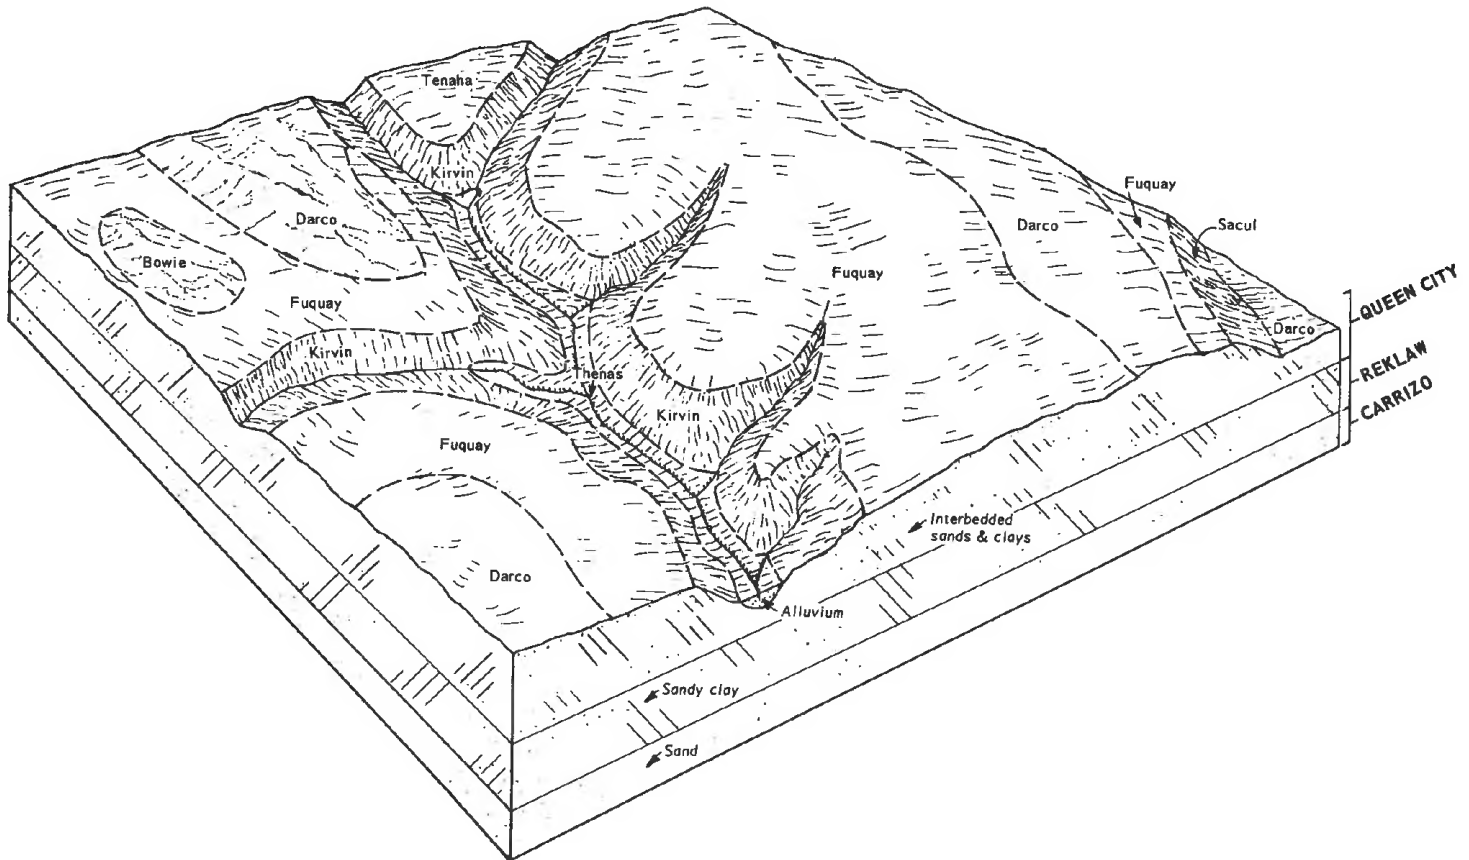 Tenaha
Kirvin
Fuquay
Darco
Sacul
Darco
Bowie
Fuquay
Fuquay
Darco
Kirvin
Thenas
Kirvin
Fuquay
Darco
QUEEN CITY
REKLAW
CARRIZO
Interbedded
sands & clays
Alluvium
Sandy clay
Sand